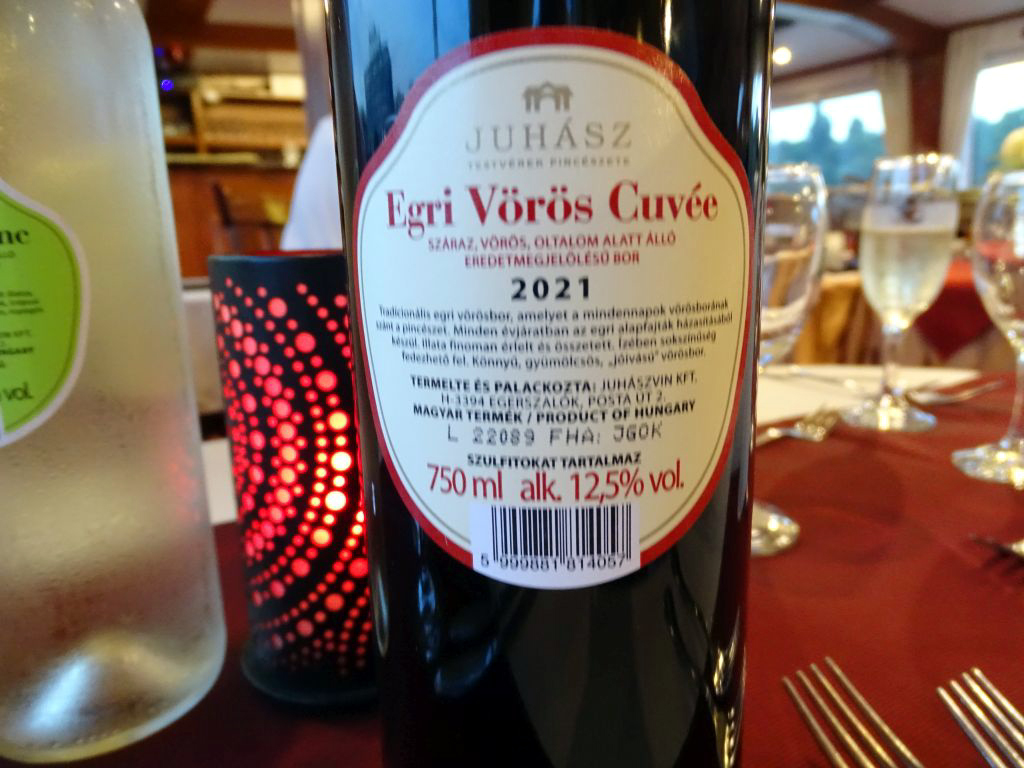 JUHÁSZ
TESTVÉREK PINCÉSZETE
Egri Vörös Cuvée
SZÁRAZ, VÖRÖS, OLTALOM ALATT ÁLLÓ
EREDETMEGJELÖLÉSŰ BOR
2021
Tradicionális egri vörösbor, amelyet a mindennapok vörösborának
szánt a pincészet. Minden évjáratban az egri alapfajták házasításából
készül. Illata finoman érlelt és összetett. Ízében sokszínűség
fedezhető fel. Könnyű, gyümölcsös, „jólivású" vörösbor.
TERMELTE ÉS PALACKOZTA: JUHÁSZVIN KFT.
H-3394 EGERSZALÓK, POSTA ÚT 2.
MAGYAR TERMÉK / PRODUCT OF HUNGARY
L 22089 FHA: JGOK
SZULFITOKAT TARTALMAZ
750 ml alk. 12,5% vol.
5 999881 814057
vol.